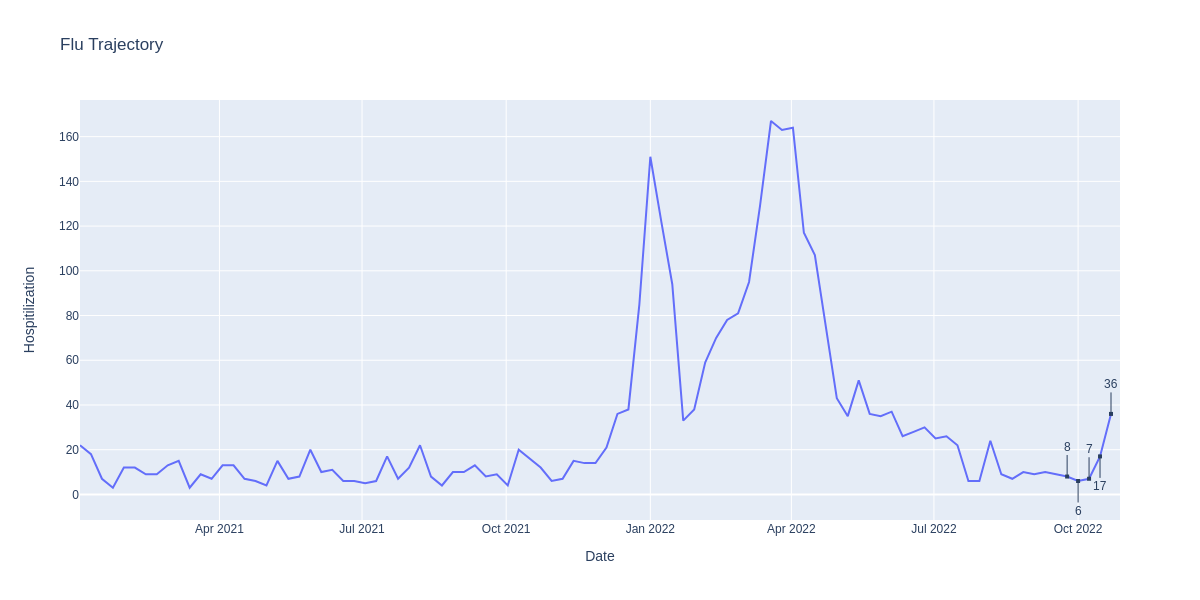 Flu Trajectory
Hospitilization
160
140
120
100
80
60
40
20
0
8
6
7
17
36
Apr 2021
Jul 2021
Oct 2021
Jan 2022
Apr 2022
Jul 2022
Oct 2022
Date